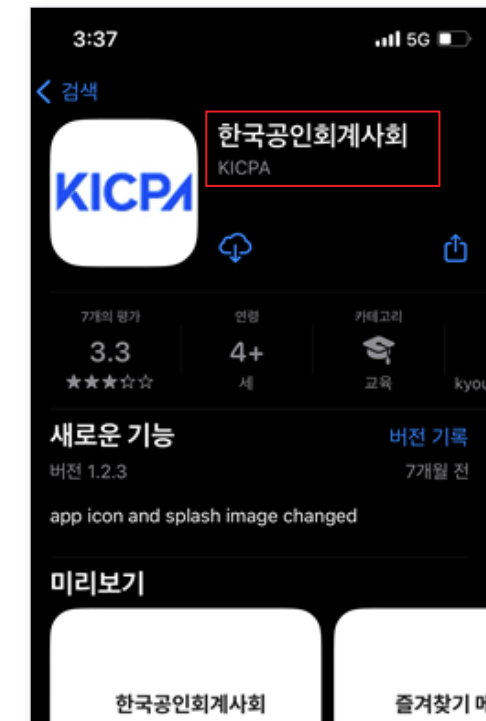 3:37
5G
검색
한국공인회계사회
KICPA
KICPA
7개의 평가
연령
카테고리
3.3
4+
★★★☆☆
세
교육
kyou
새로운 기능
버전 기록
버전 1.2.3
7개월 전
app icon and splash image changed
미리보기
한국공인회계사회
즐겨찾기 메